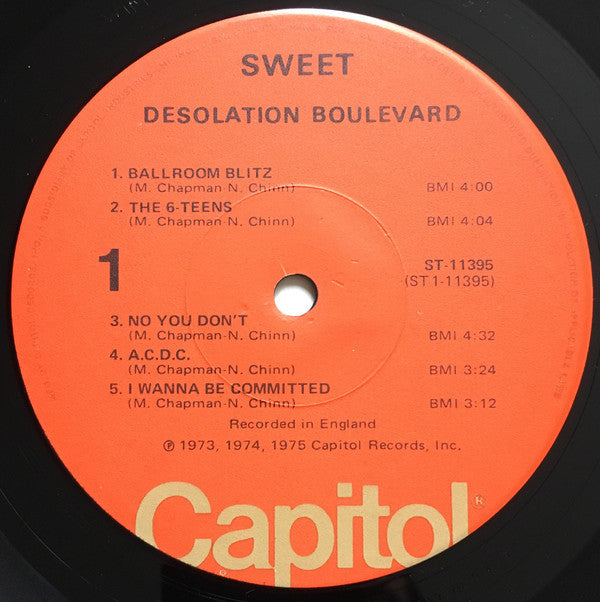 SWEET
DESOLATION BOULEVARD
1. BALLROOM BLITZ
(M. Chapman-N. Chinn) BMI 4:00
2. THE 6-TEENS
(M. Chapman-N. Chinn) BMI 4:04
1
ST-11395
(ST1-11395)
3. NO YOU DON'T
(M. Chapman-N. Chinn) BMI 4:32
4. A.C.D.C.
(M. Chapman-N. Chinn) BMI 3:24
5. I WANNA BE COMMITTED
(M. Chapman-N. Chinn) BMI 3:12
Recorded in England
℗ 1973, 1974, 1975 Capitol Records, Inc.
Capitol®